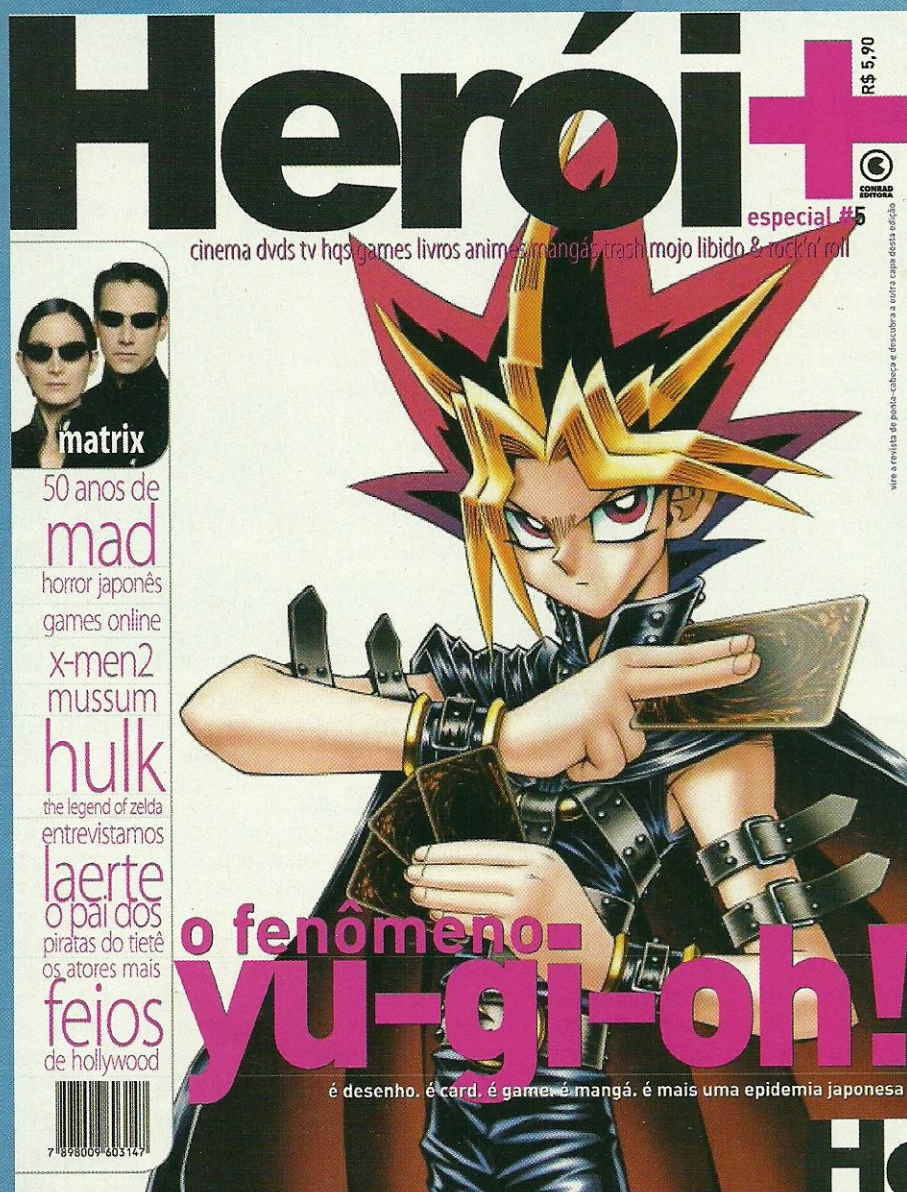 Herói+
R$ 5,90
CONRAD
EDITORA
especial #5
cinema dvds tv hqs games livros animes mangás trash mojo libido & rock'n' roll
vire a revista de ponta-cabeça e descubra a outra capa desta edição
matrix
50 anos de
mad
horror japonês
games online
x-men2
mussum
hulk
the legend of zelda
entrevistamos
laerte
o pai dos
piratas do tietê
os atores mais
feios
de hollywood
7 898009 603147
o fenômeno
yu-gi-oh!
é desenho. é card. é game. é mangá. é mais uma epidemia japonesa
He